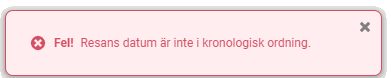 Fel! Resans datum är inte i kronologisk ordning.